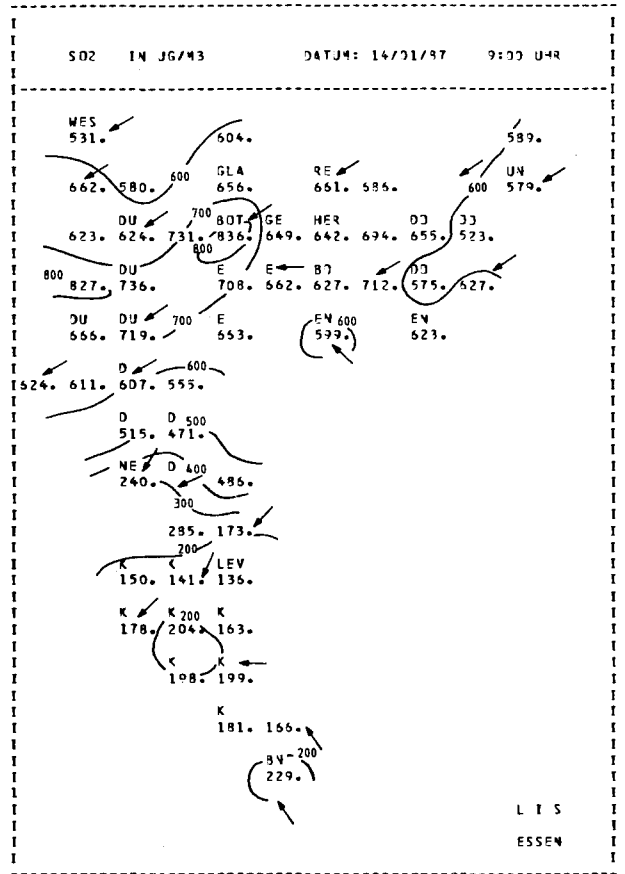 SO2 IN UG/M3 DATUM: 14/01/87 9:00 UHR
WES
531. 604. 589.
GLA RE UN
662. 580. 600 656. 661. 686. 600 579.
DU 700 BOT GE HER DO DO
623. 624. 731. 836. 649. 642. 694. 655. 523.
800
800 DU E E BO DO
827. 736. 708. 662. 627. 712. 575. 627.
DU DU 700 E EN 600 EN
666. 719. 663. 599. 623.
D 600
624. 611. 607. 555.
D D 500
515. 471.
NE D 400
240. 486.
300
285. 173.
200
K K LEV
150. 141. 136.
K K 200 K
178. 204. 163.
K K
198. 199.
K
181. 166.
BN 200
229.
L I S
ESSEN